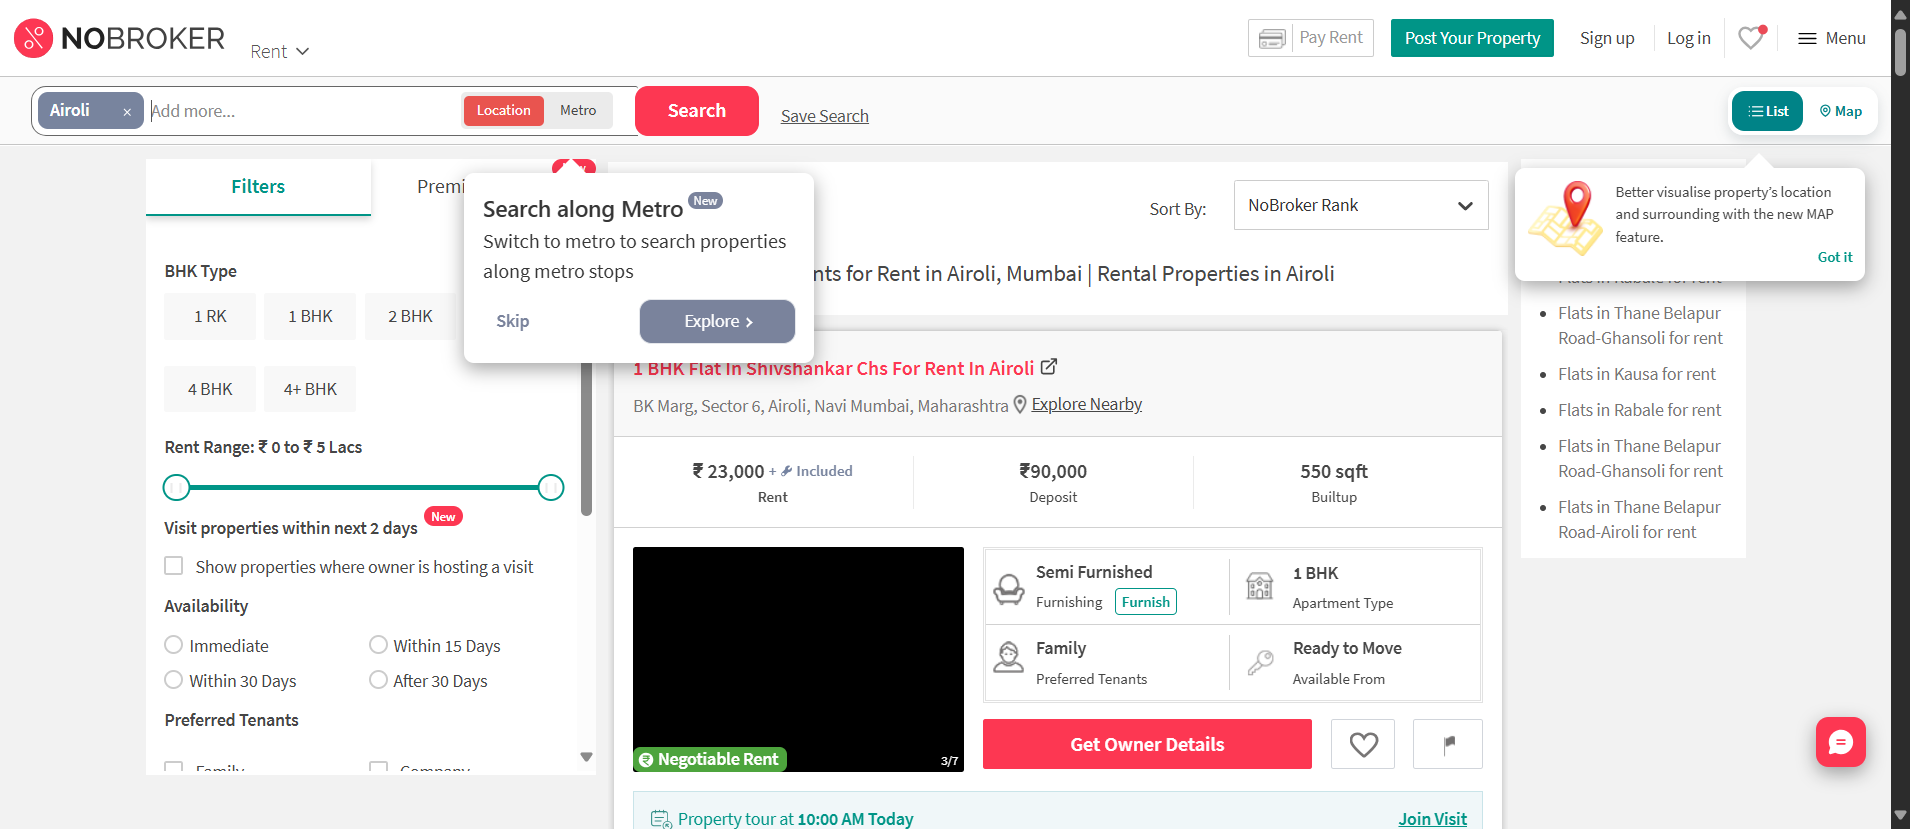 NOBROKER
Rent
Pay Rent
Post Your Property
Sign up
Log in
Menu
Airoli ×
Add more...
Location
Metro
Search
Save Search
List
Map
Filters
Premi
Search along Metro New
Switch to metro to search properties
along metro stops
Skip
Explore >
Sort By:
NoBroker Rank
nts for Rent in Airoli, Mumbai | Rental Properties in Airoli
Better visualise property's location
and surrounding with the new MAP
feature.
Got it
BHK Type
1 RK
1 BHK
2 BHK
4 BHK
4+ BHK
Rent Range: ₹ 0 to ₹ 5 Lacs
Visit properties within next 2 days New
Show properties where owner is hosting a visit
Availability
Immediate
Within 15 Days
Within 30 Days
After 30 Days
Preferred Tenants
Family
Company
1 BHK Flat In Shivshankar Chs For Rent In Airoli
BK Marg, Sector 6, Airoli, Navi Mumbai, Maharashtra
Explore Nearby
₹ 23,000 + Included
Rent
₹90,000
Deposit
550 sqft
Builtup
Negotiable Rent
3/7
Semi Furnished
Furnishing
Furnish
1 BHK
Apartment Type
Family
Preferred Tenants
Ready to Move
Available From
Get Owner Details
Property tour at 10:00 AM Today
Join Visit
Flats in Rabale for rent
Flats in Thane Belapur
Road-Ghansoli for rent
Flats in Kausa for rent
Flats in Rabale for rent
Flats in Thane Belapur
Road-Ghansoli for rent
Flats in Thane Belapur
Road-Airoli for rent